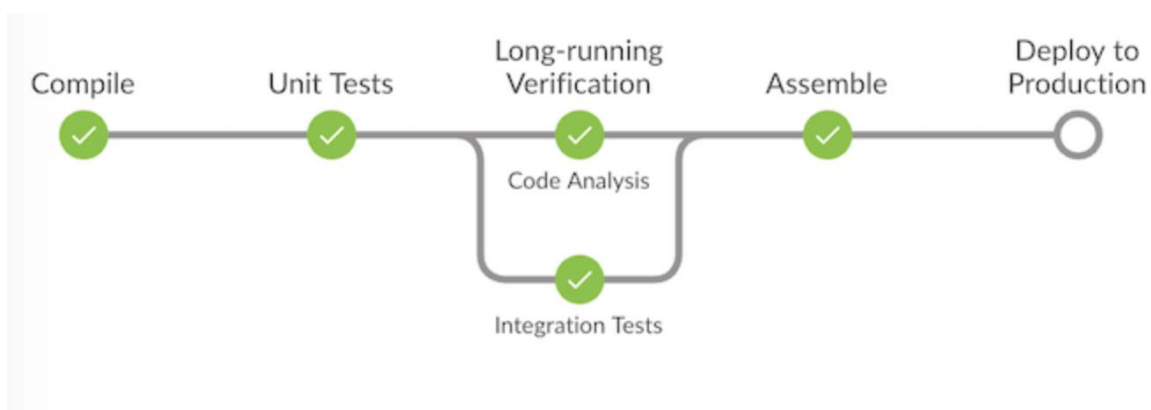 Compile
Unit Tests
Long-running
Verification
Assemble
Deploy to
Production
Code Analysis
Integration Tests